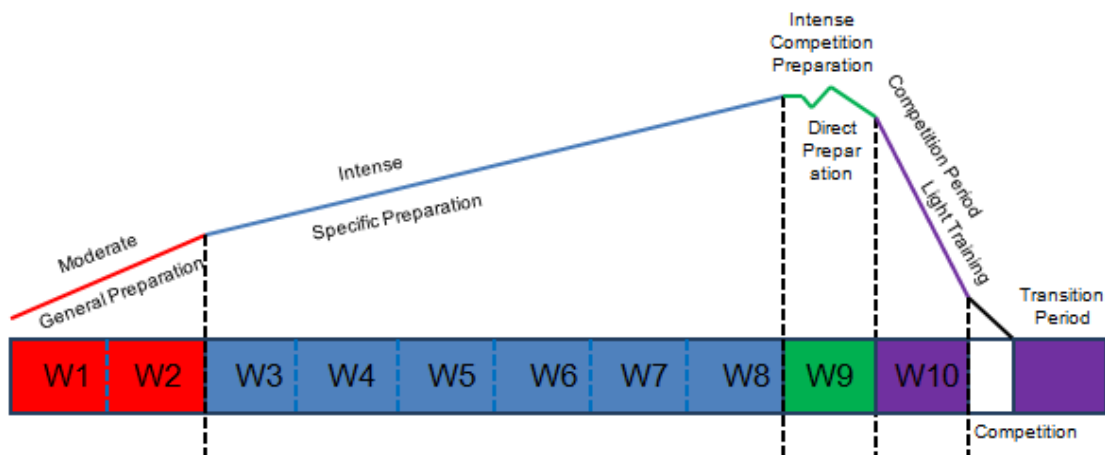 Moderate
General Preparation
Intense
Specific Preparation
Intense
Competition
Preparation
Direct
Prepar
ation
Competition Period
Light Training
Transition
Period
W1 W2 W3 W4 W5 W6 W7 W8 W9 W10
Competition